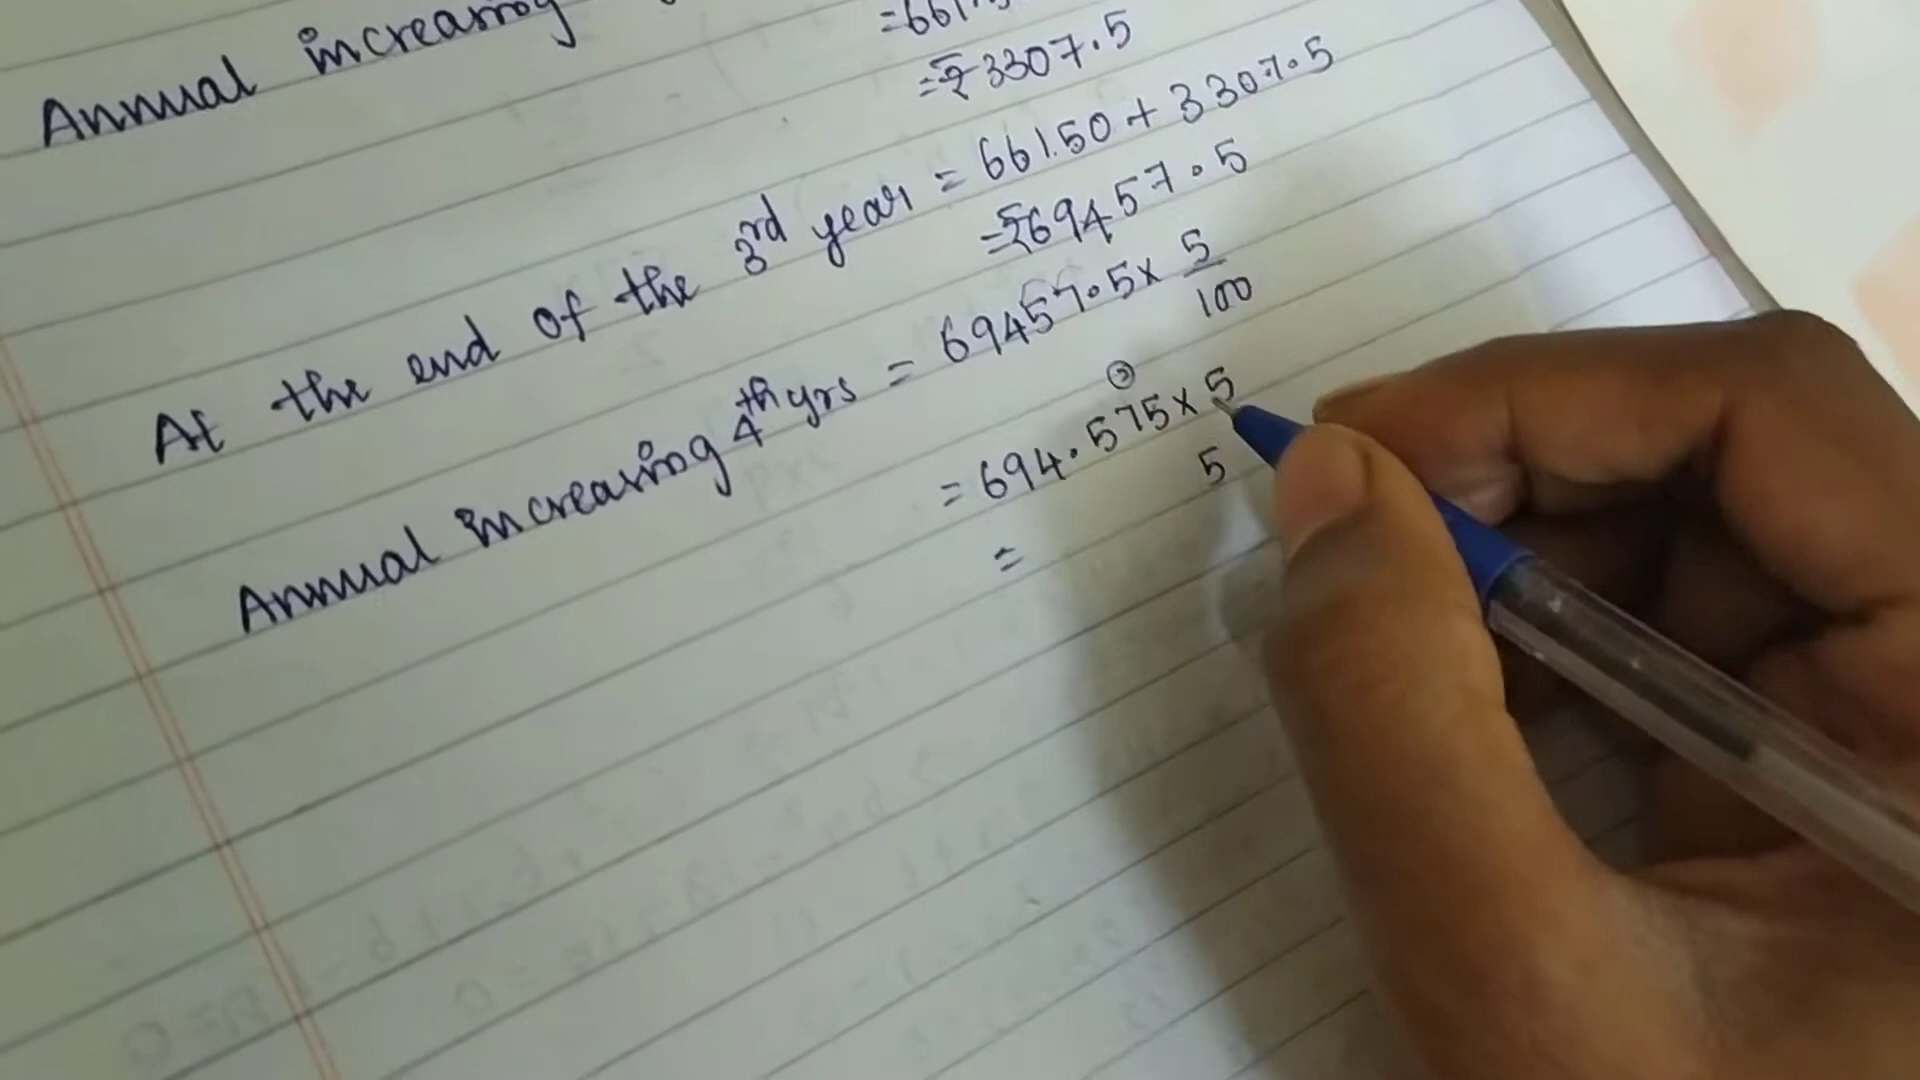 Annual increasing
= ₹3307.5
At the end of the 3rd year = 66150 + 3307.5
= ₹69457.5
Annual increasing 4th yrs = 69457.5 x 5/100
2
= 694.575 x 5
= 5